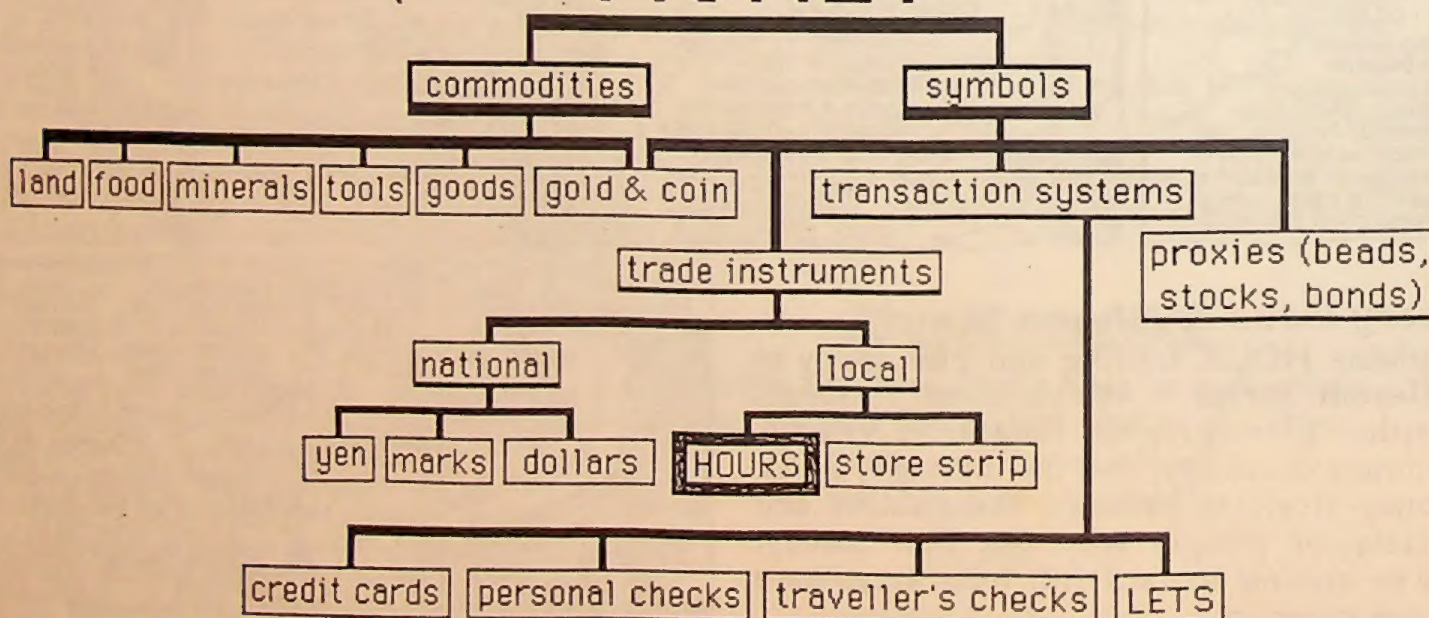 commodities
symbols
land
food
minerals
tools
goods
gold & coin
transaction systems
proxies (beads,
stocks, bonds)
trade instruments
national
local
yen
marks
dollars
HOURS
store scrip
credit cards
personal checks
traveller's checks
LETS